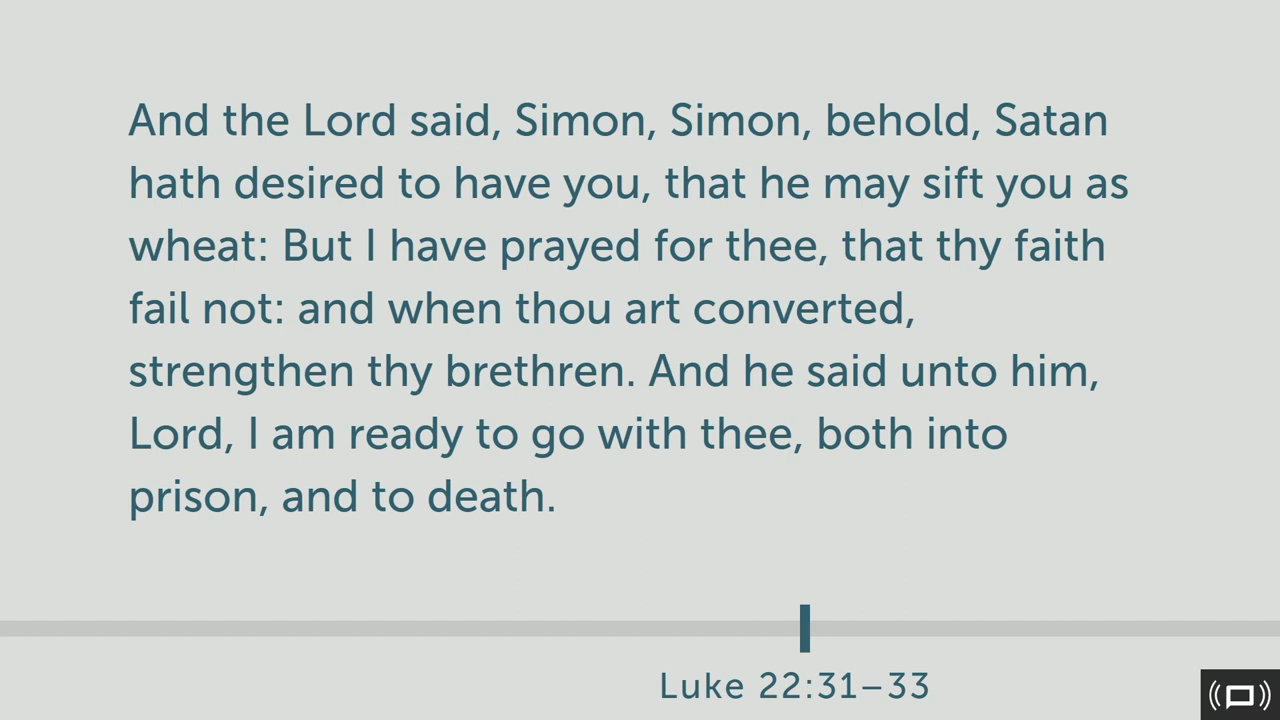 And the Lord said, Simon, Simon, behold, Satan
hath desired to have you, that he may sift you as
wheat: But I have prayed for thee, that thy faith
fail not: and when thou art converted,
strengthen thy brethren. And he said unto him,
Lord, I am ready to go with thee, both into
prison, and to death.
Luke 22:31–33